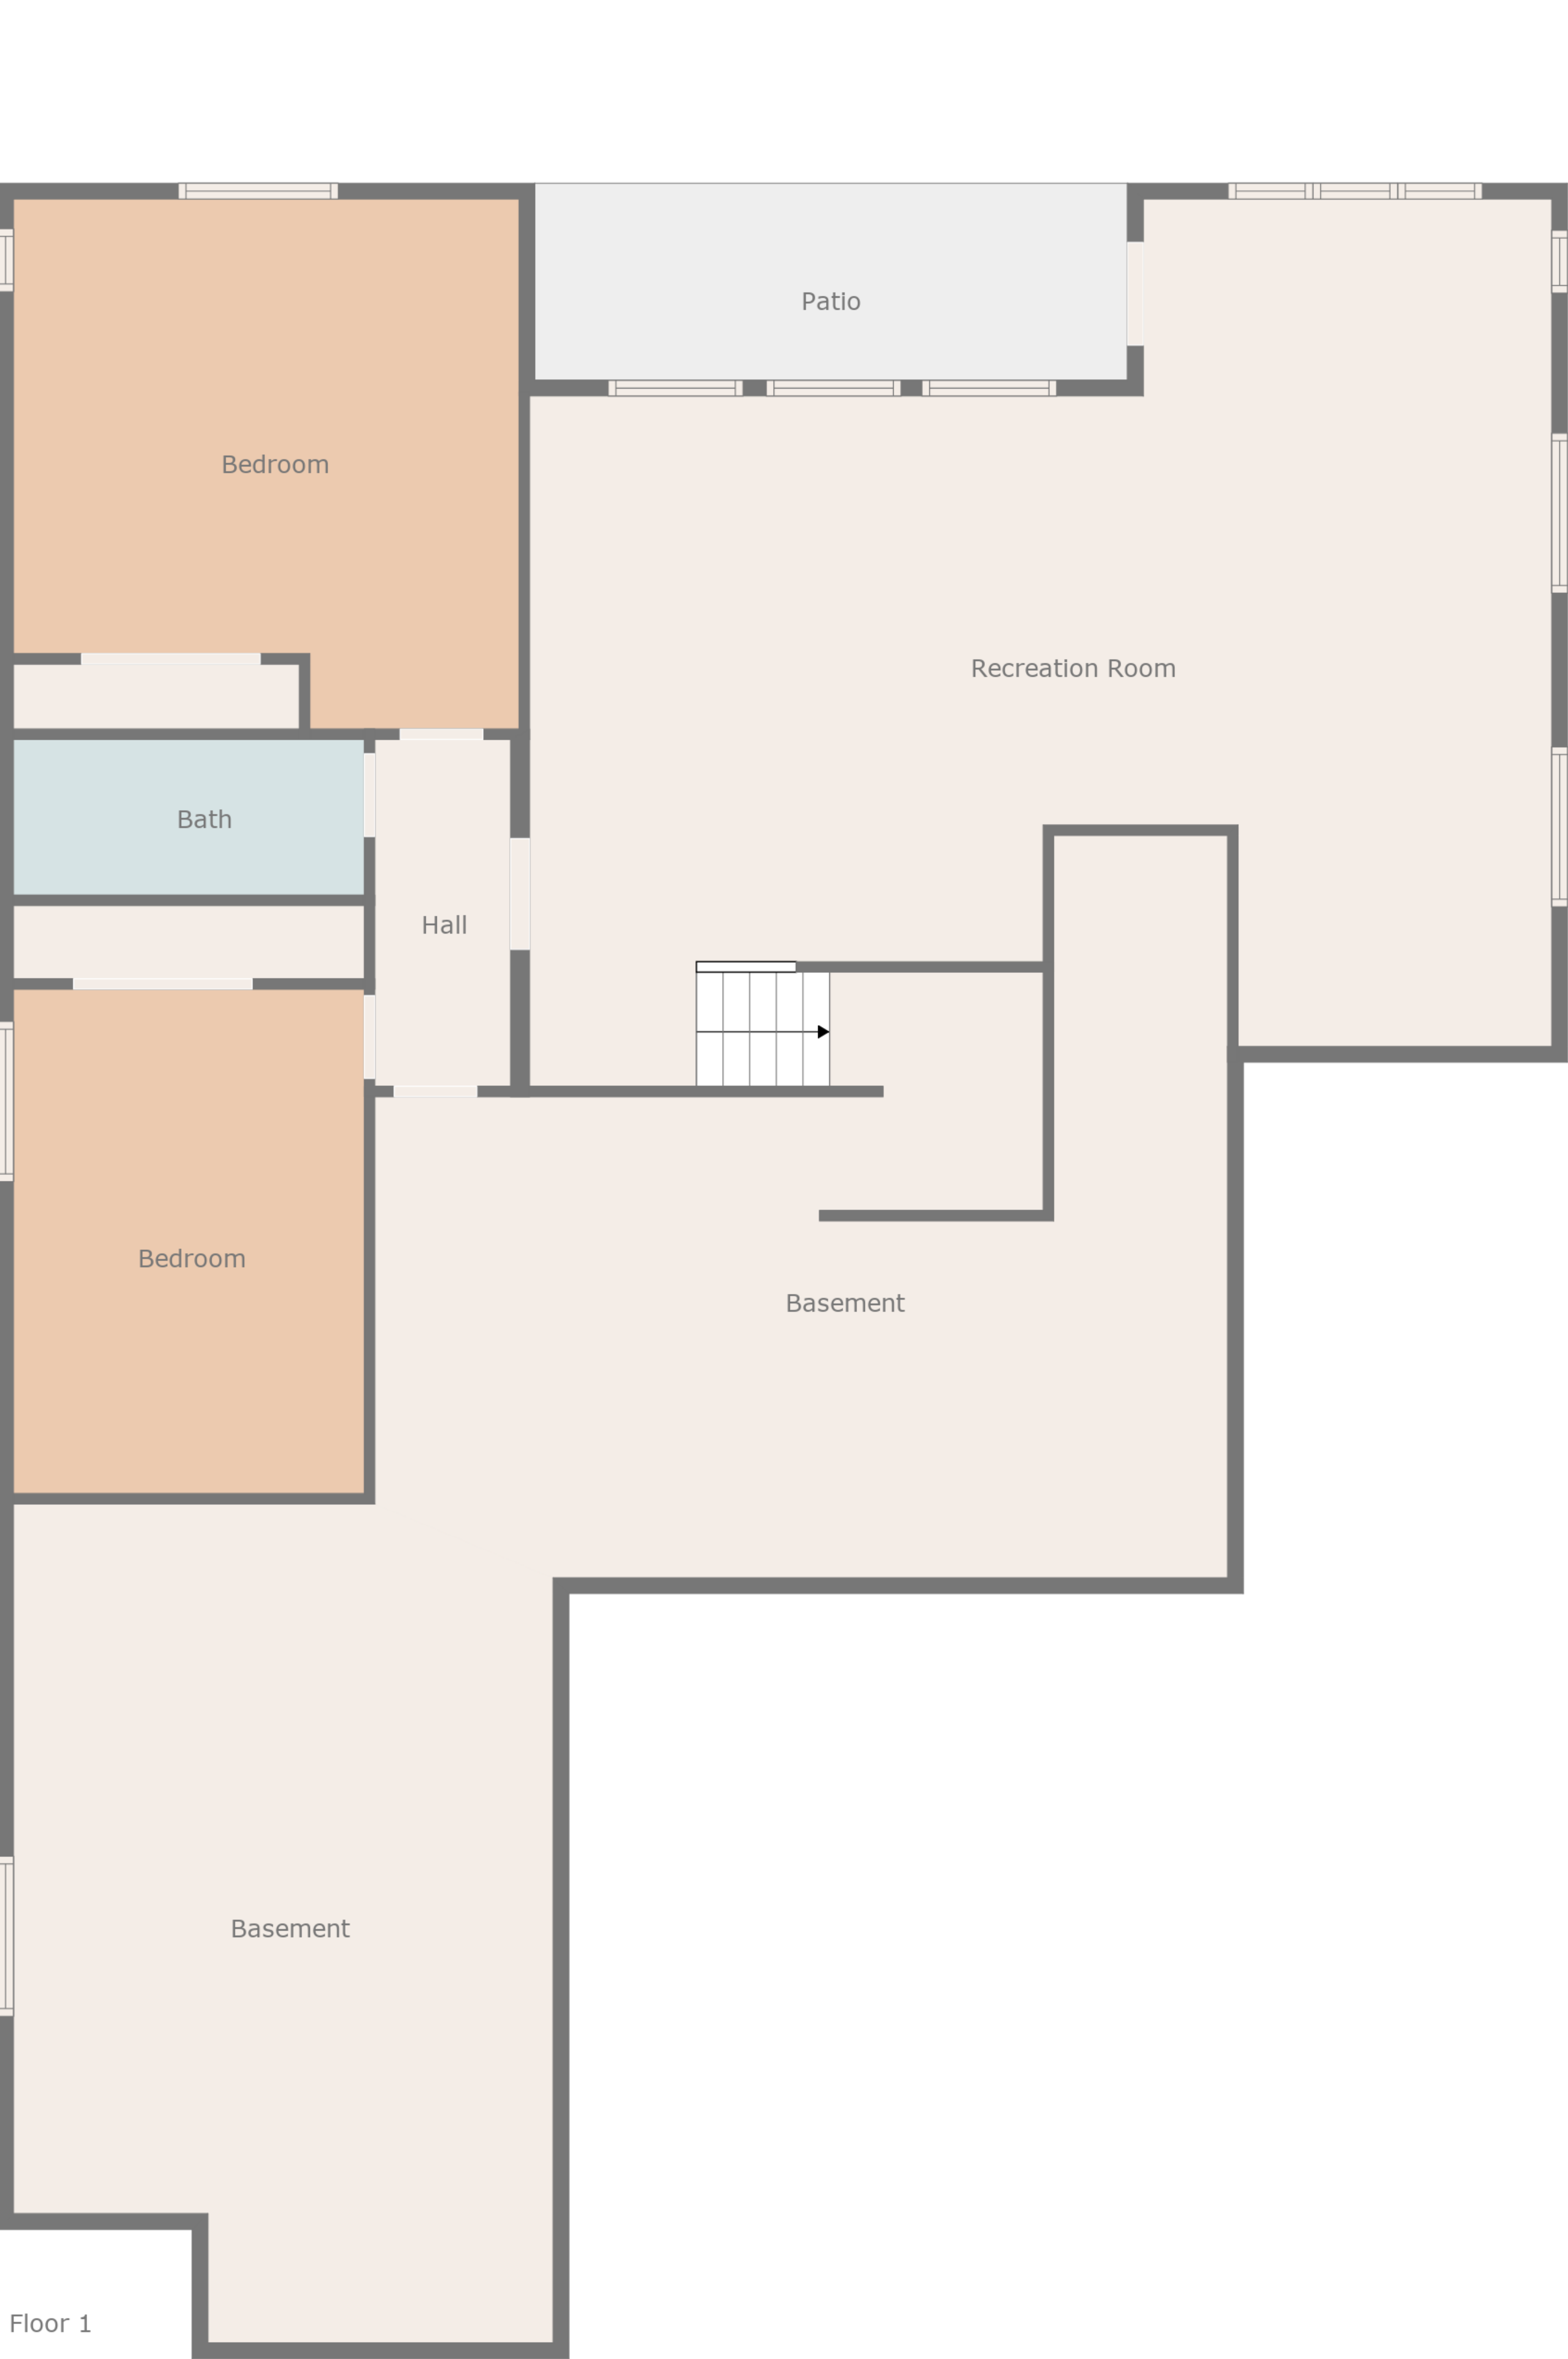 Patio
Bedroom
Recreation Room
Bath
Hall
Bedroom
Basement
Basement
Floor 1